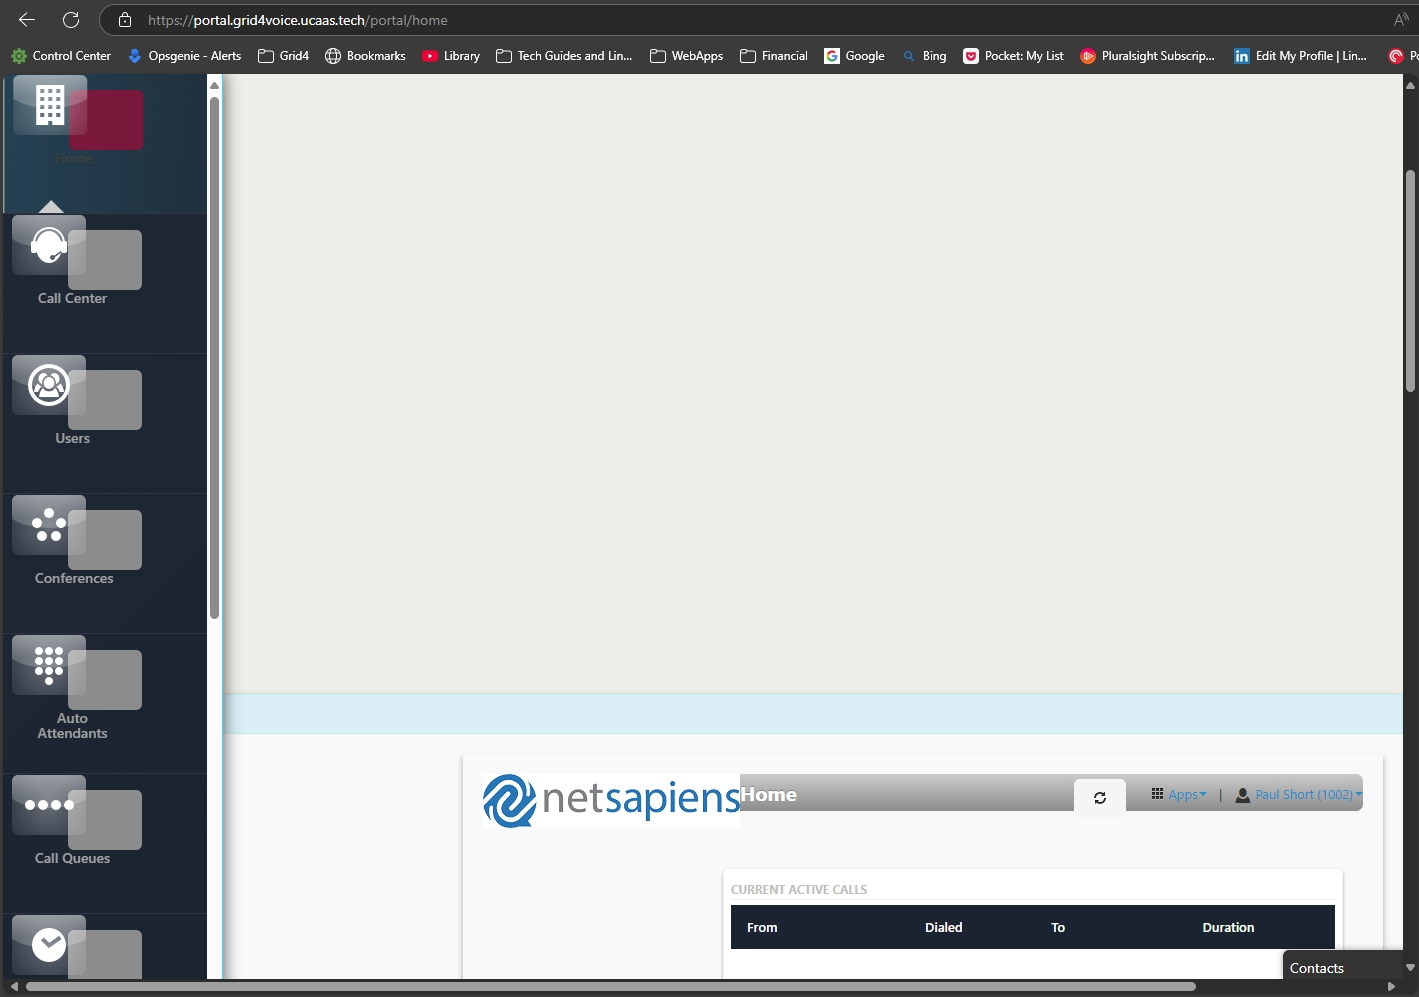 https://portal.grid4voice.ucaas.tech/portal/home
Control Center
Opsgenie - Alerts
Grid4
Bookmarks
Library
Tech Guides and Lin...
WebApps
Financial
Google
Bing
Pocket: My List
Pluralsight Subscrip...
Edit My Profile | Lin...
Home
Call Center
Users
Conferences
Auto
Attendants
Call Queues
netsapiens
Home
Apps
|
Paul Short (1002)
CURRENT ACTIVE CALLS
From
Dialed
To
Duration
Contacts